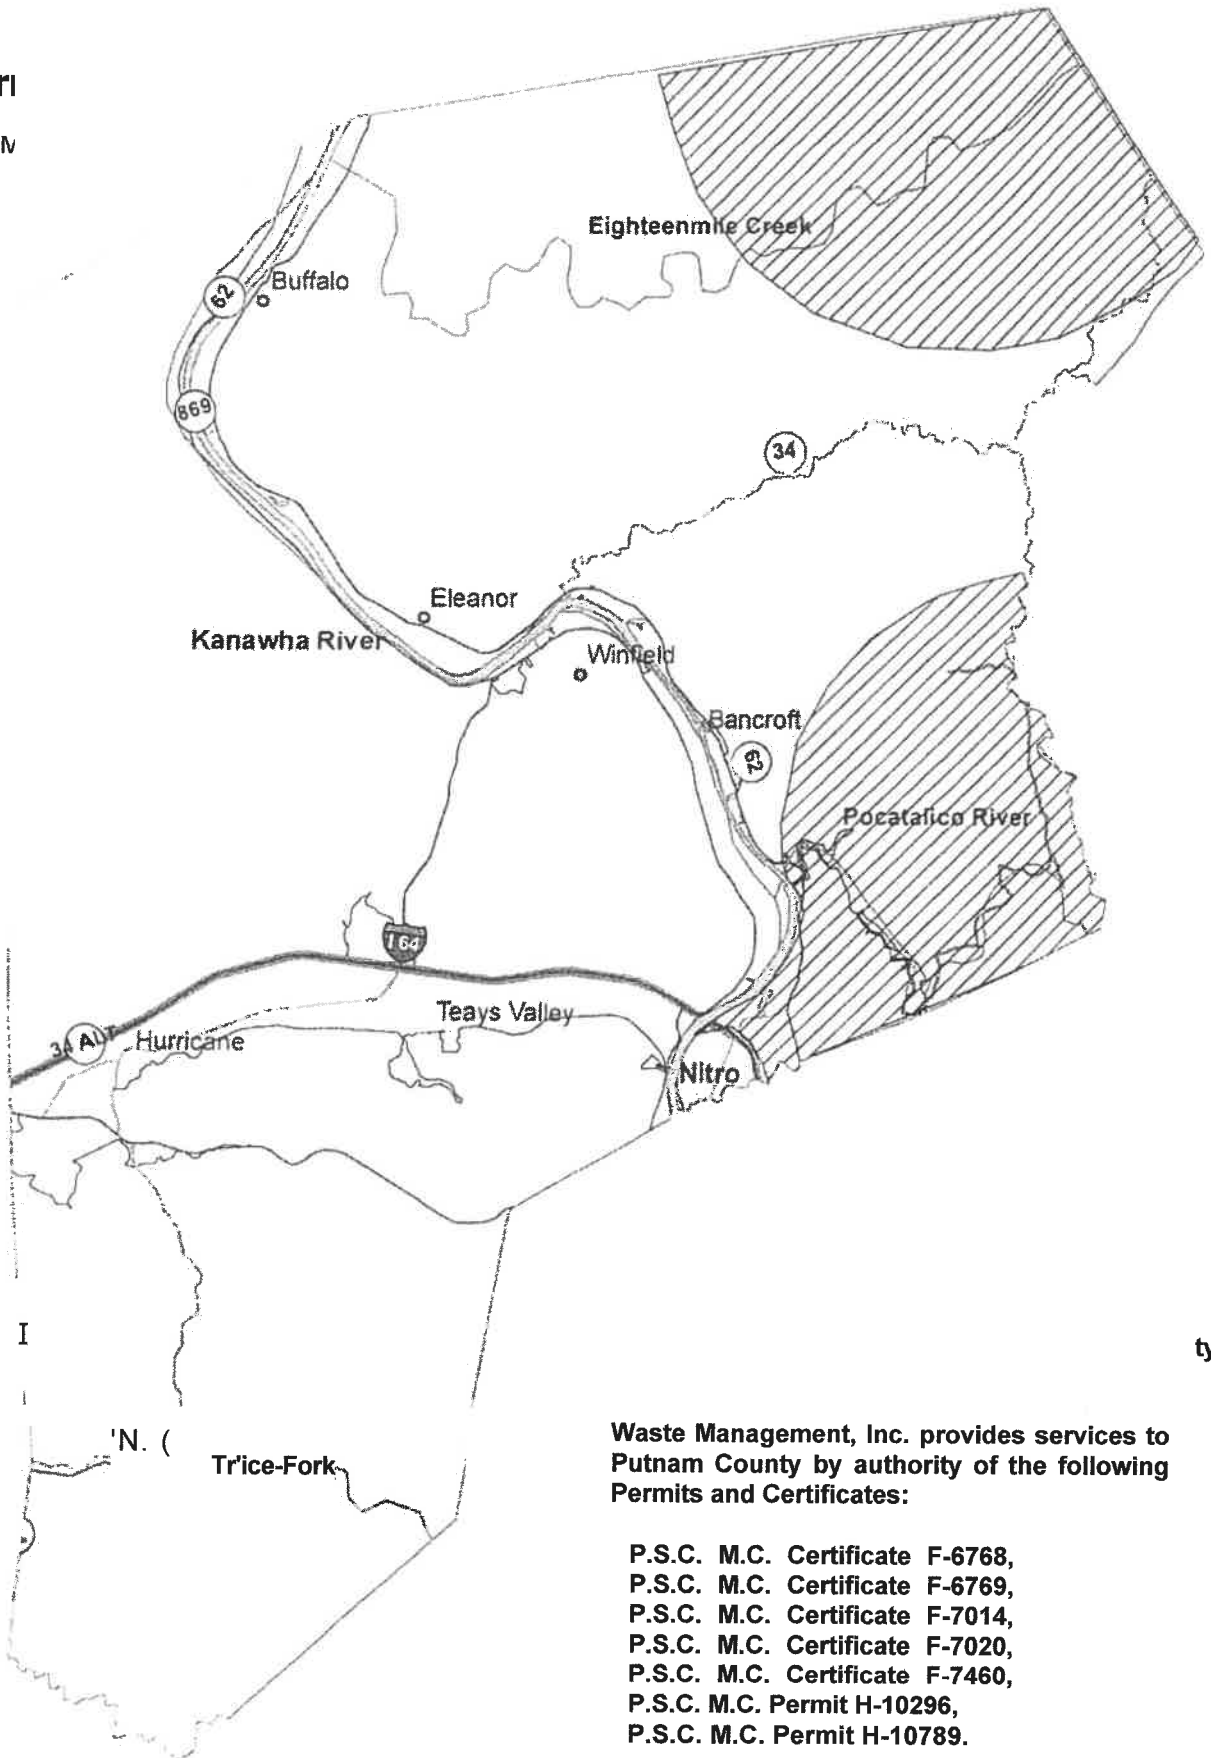 Eighteenmile Creek
Buffalo
62
869
34
Eleanor
Kanawha River
Winfield
Bancroft
62
Pocatalico River
I 64
Teays Valley
34 ALT
Hurricane
Nitro
I
ty
'N. (
Tr'ice-Fork
Waste Management, Inc. provides services to
Putnam County by authority of the following
Permits and Certificates:
P.S.C. M.C. Certificate F-6768,
P.S.C. M.C. Certificate F-6769,
P.S.C. M.C. Certificate F-7014,
P.S.C. M.C. Certificate F-7020,
P.S.C. M.C. Certificate F-7460,
P.S.C. M.C. Permit H-10296,
P.S.C. M.C. Permit H-10789.